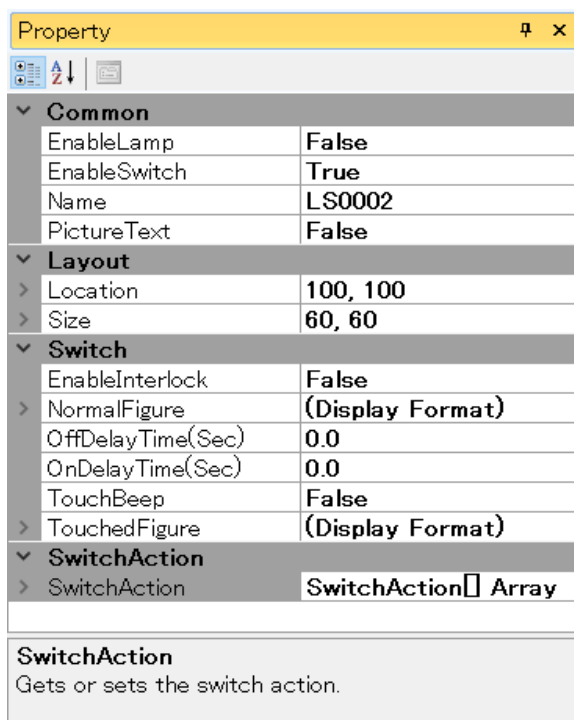 Property
Common
EnableLamp False
EnableSwitch True
Name LS0002
PictureText False
Layout
Location 100, 100
Size 60, 60
Switch
EnableInterlock False
NormalFigure (Display Format)
OffDelayTime(Sec) 0.0
OnDelayTime(Sec) 0.0
TouchBeep False
TouchedFigure (Display Format)
SwitchAction
SwitchAction SwitchAction[] Array
SwitchAction
Gets or sets the switch action.